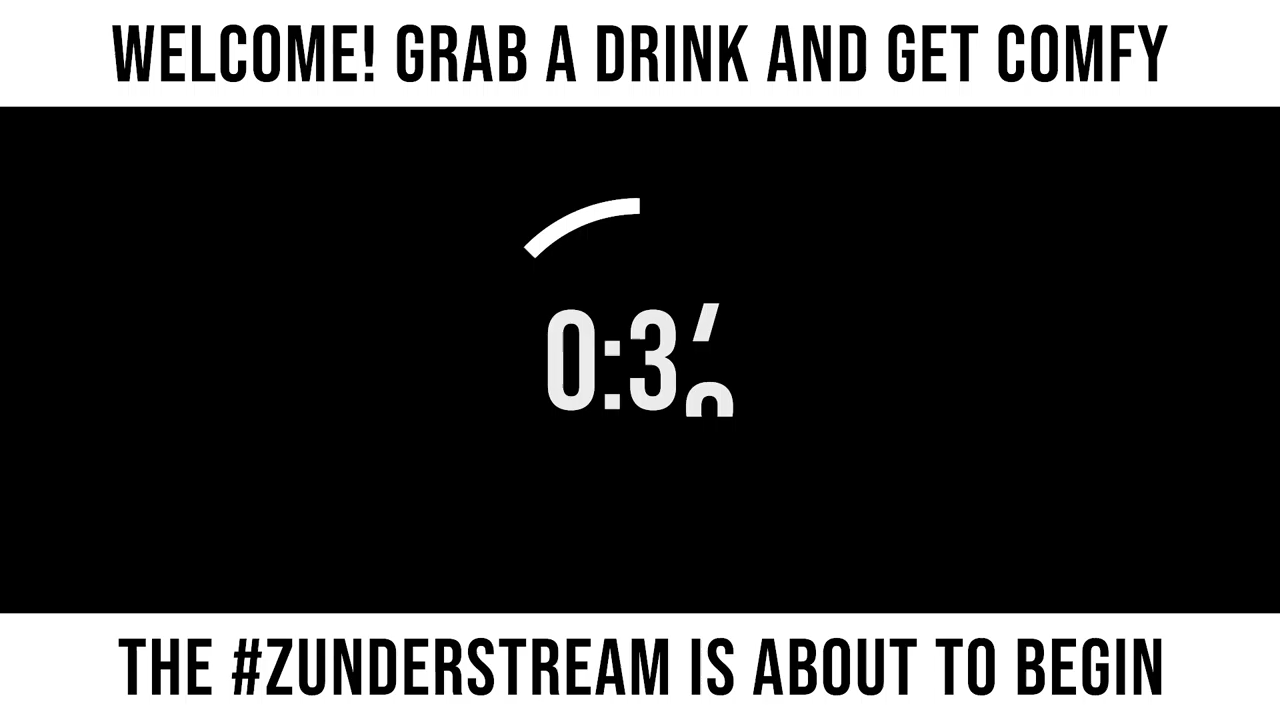 WELCOME! GRAB A DRINK AND GET COMFY
0:3
THE #ZUNDERSTREAM IS ABOUT TO BEGIN